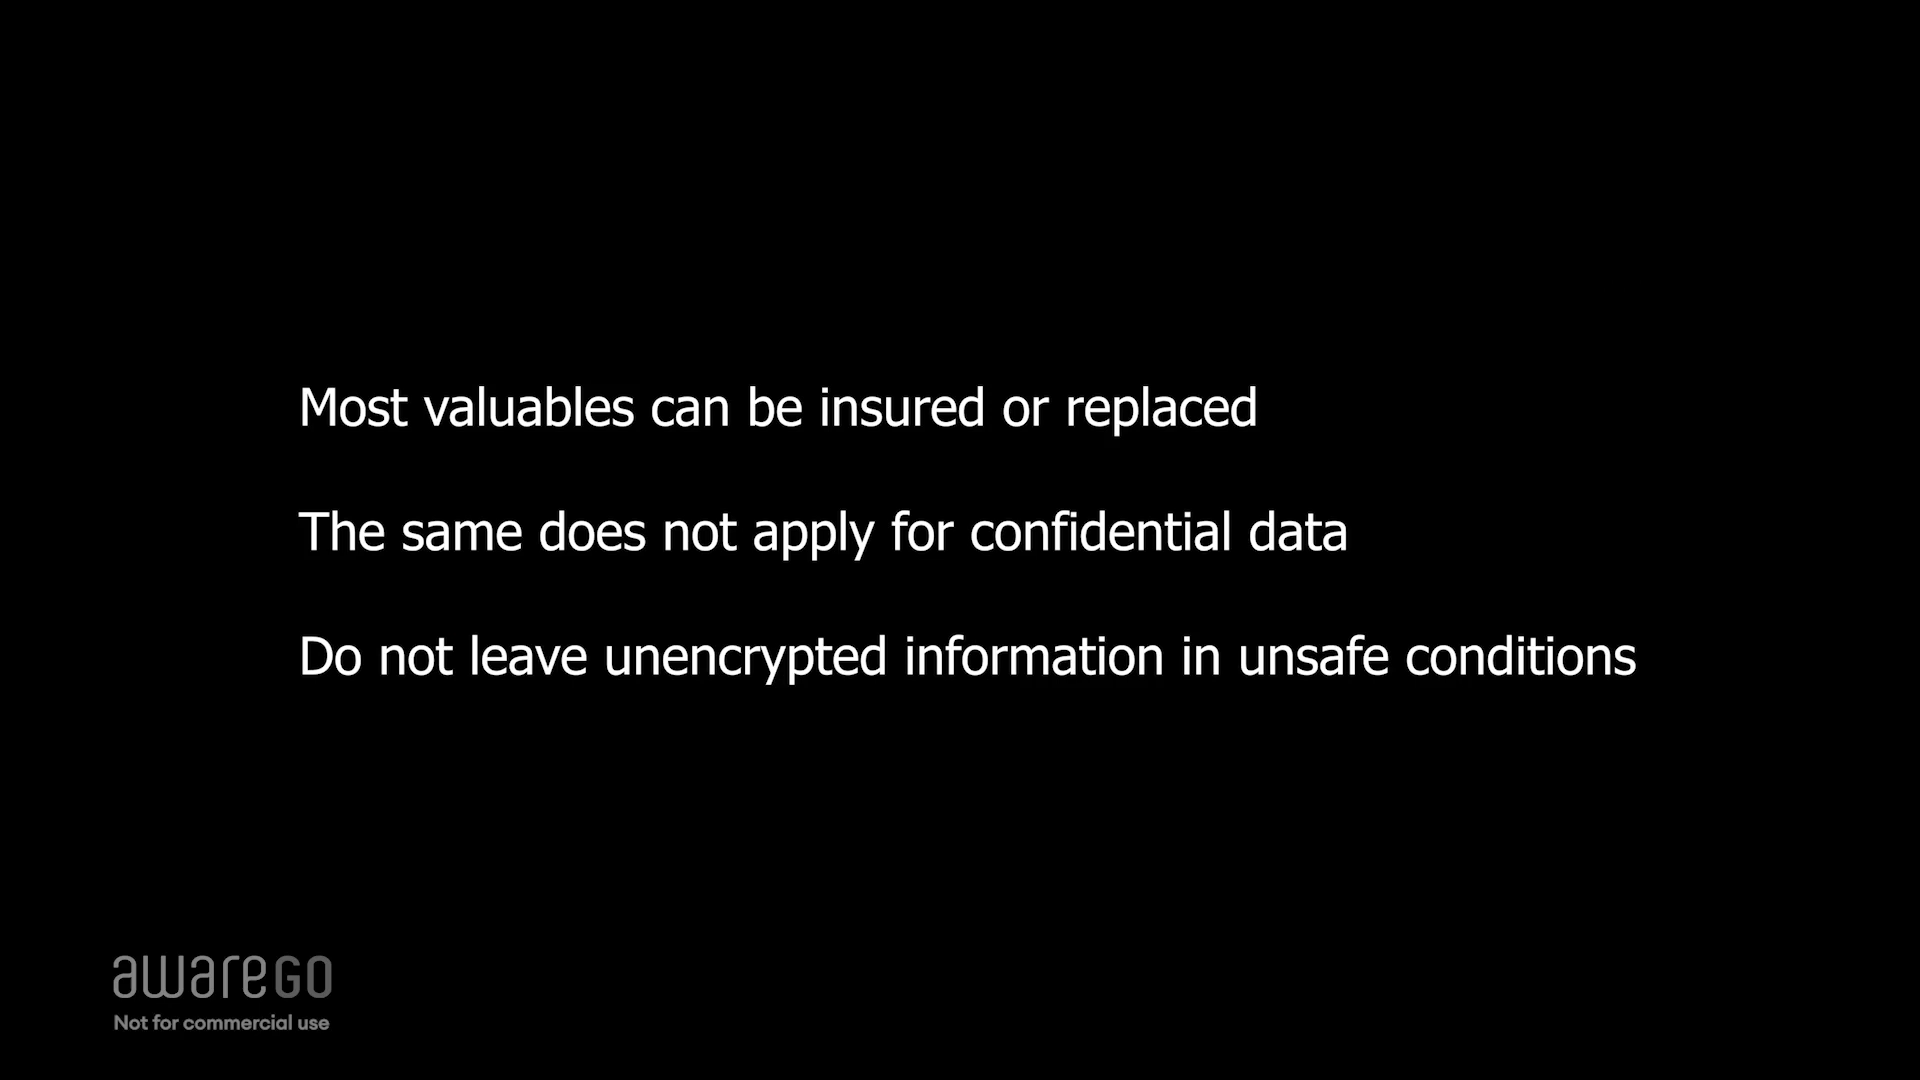 Most valuables can be insured or replaced
The same does not apply for confidential data
Do not leave unencrypted information in unsafe conditions
awareGO
Not for commercial use